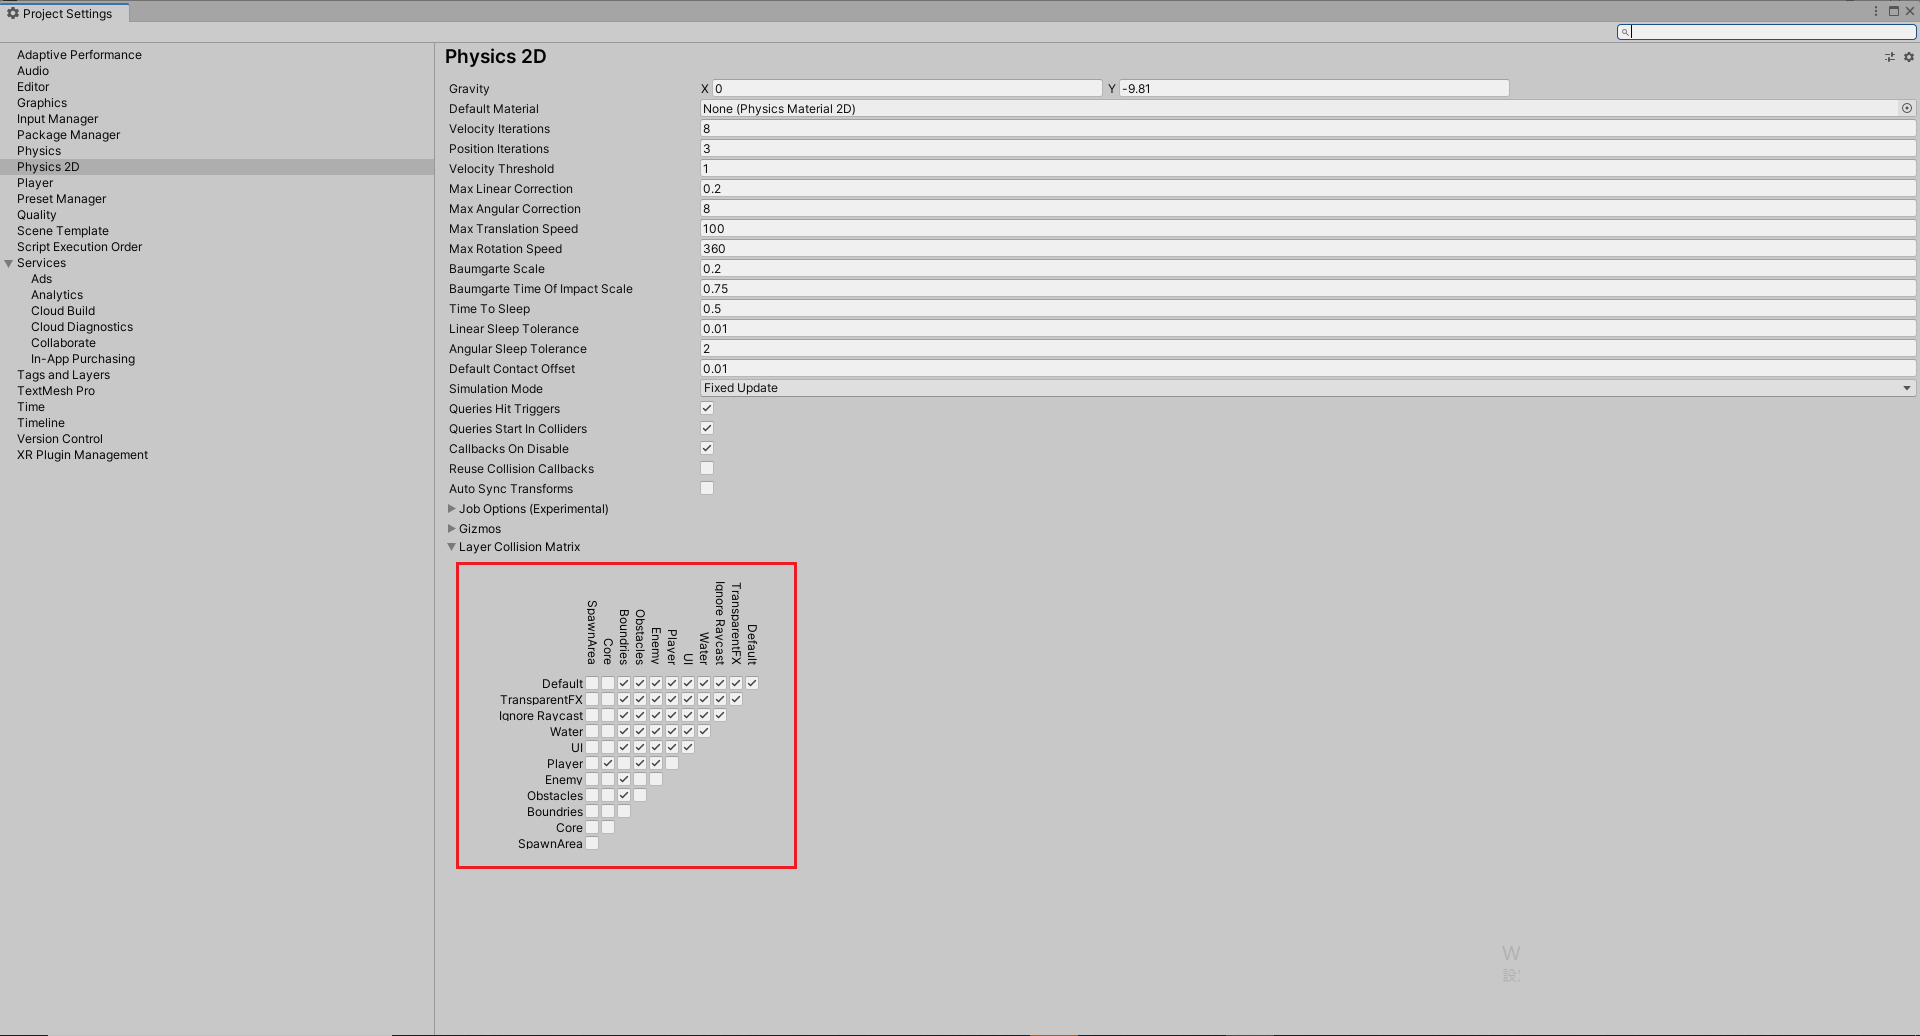 Project Settings
Adaptive Performance
Audio
Editor
Graphics
Input Manager
Package Manager
Physics
Physics 2D
Player
Preset Manager
Quality
Scene Template
Script Execution Order
Services
Ads
Analytics
Cloud Build
Cloud Diagnostics
Collaborate
In-App Purchasing
Tags and Layers
TextMesh Pro
Time
Timeline
Version Control
XR Plugin Management
Physics 2D
Gravity X 0 Y -9.81
Default Material None (Physics Material 2D)
Velocity Iterations 8
Position Iterations 3
Velocity Threshold 1
Max Linear Correction 0.2
Max Angular Correction 8
Max Translation Speed 100
Max Rotation Speed 360
Baumgarte Scale 0.2
Baumgarte Time Of Impact Scale 0.75
Time To Sleep 0.5
Linear Sleep Tolerance 0.01
Angular Sleep Tolerance 2
Default Contact Offset 0.01
Simulation Mode Fixed Update
Queries Hit Triggers
Queries Start In Colliders
Callbacks On Disable
Reuse Collision Callbacks
Auto Sync Transforms
Job Options (Experimental)
Gizmos
Layer Collision Matrix
SpawnArea
Core
Boundries
Obstacles
Enemy
Player
UI
Water
Ignore Raycast
TransparentFX
Default
Default
TransparentFX
Ignore Raycast
Water
UI
Player
Enemy
Obstacles
Boundries
Core
SpawnArea
W
設